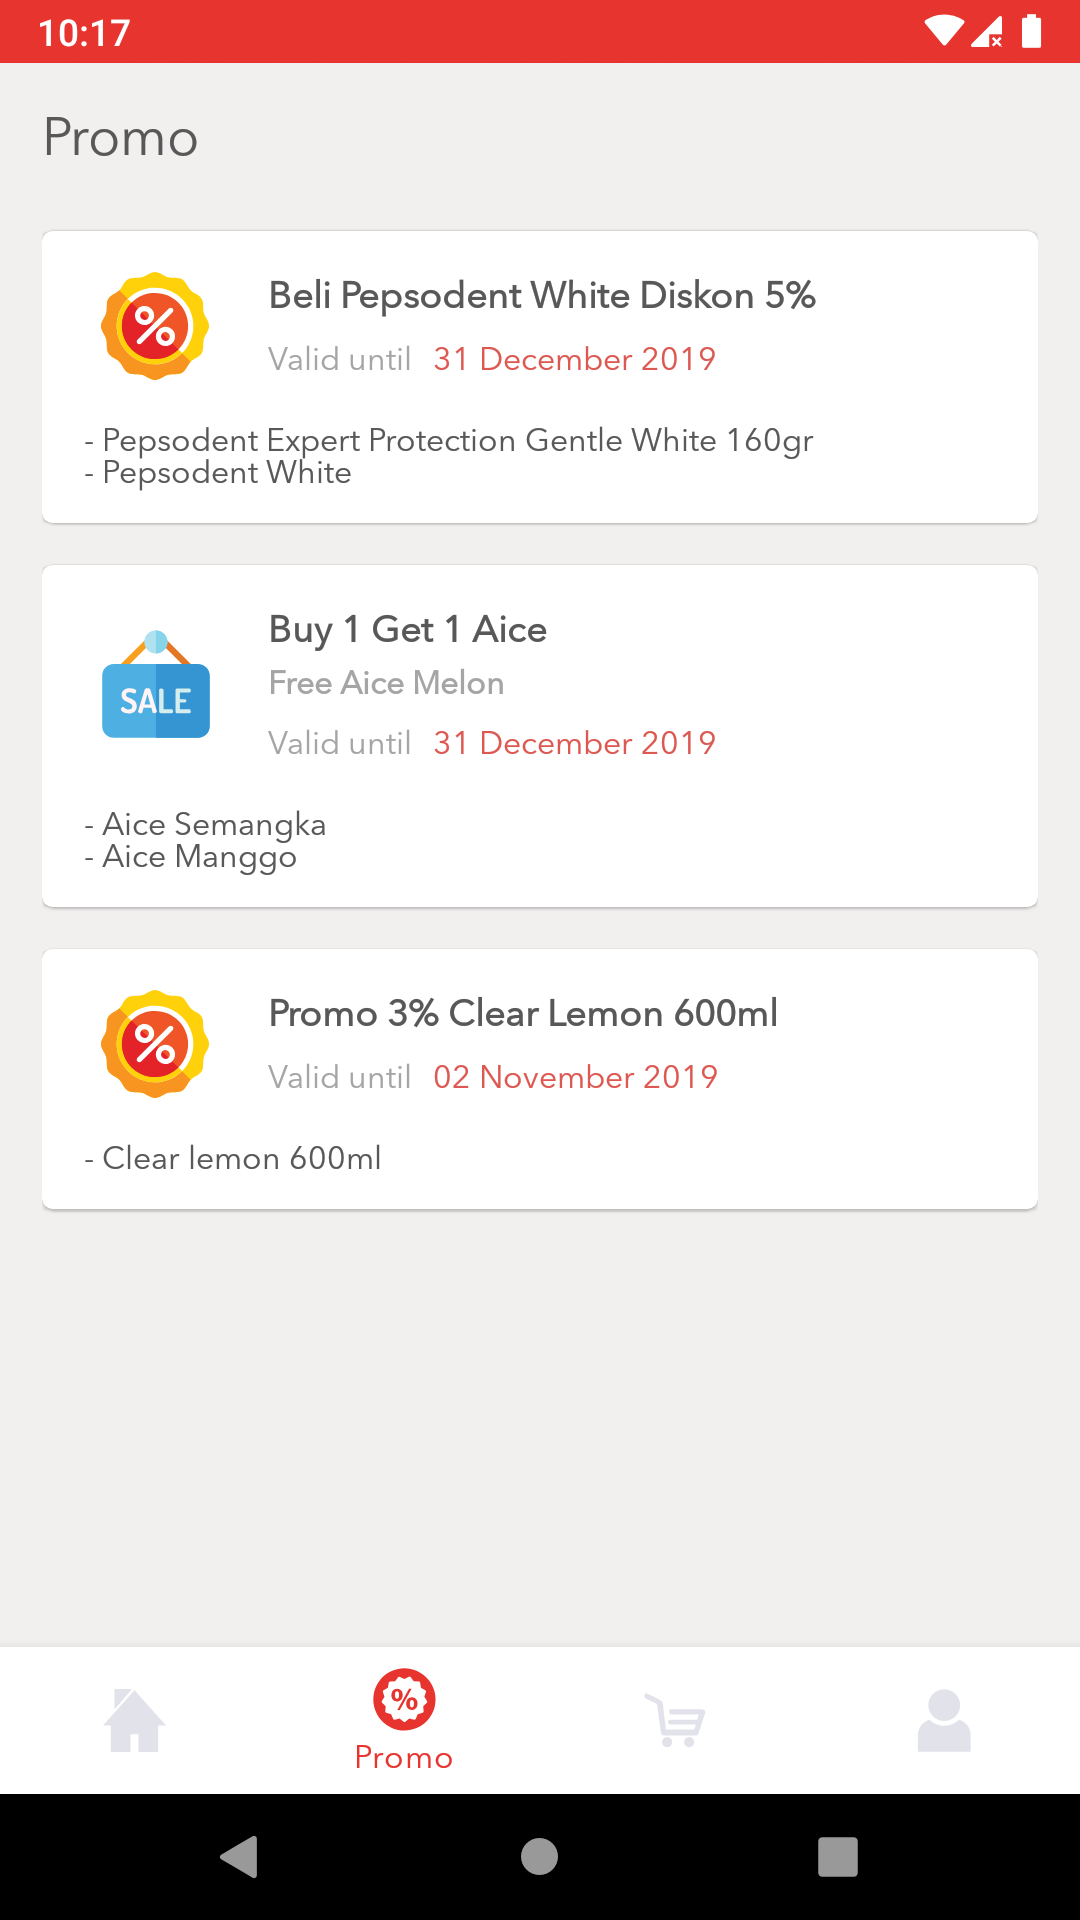 10:17
Promo
Beli Pepsodent White Diskon 5%
Valid until 31 December 2019
- Pepsodent Expert Protection Gentle White 160gr
- Pepsodent White
Buy 1 Get 1 Aice
Free Aice Melon
SALE
Valid until 31 December 2019
- Aice Semangka
- Aice Manggo
Promo 3% Clear Lemon 600ml
Valid until 02 November 2019
- Clear lemon 600ml
Promo